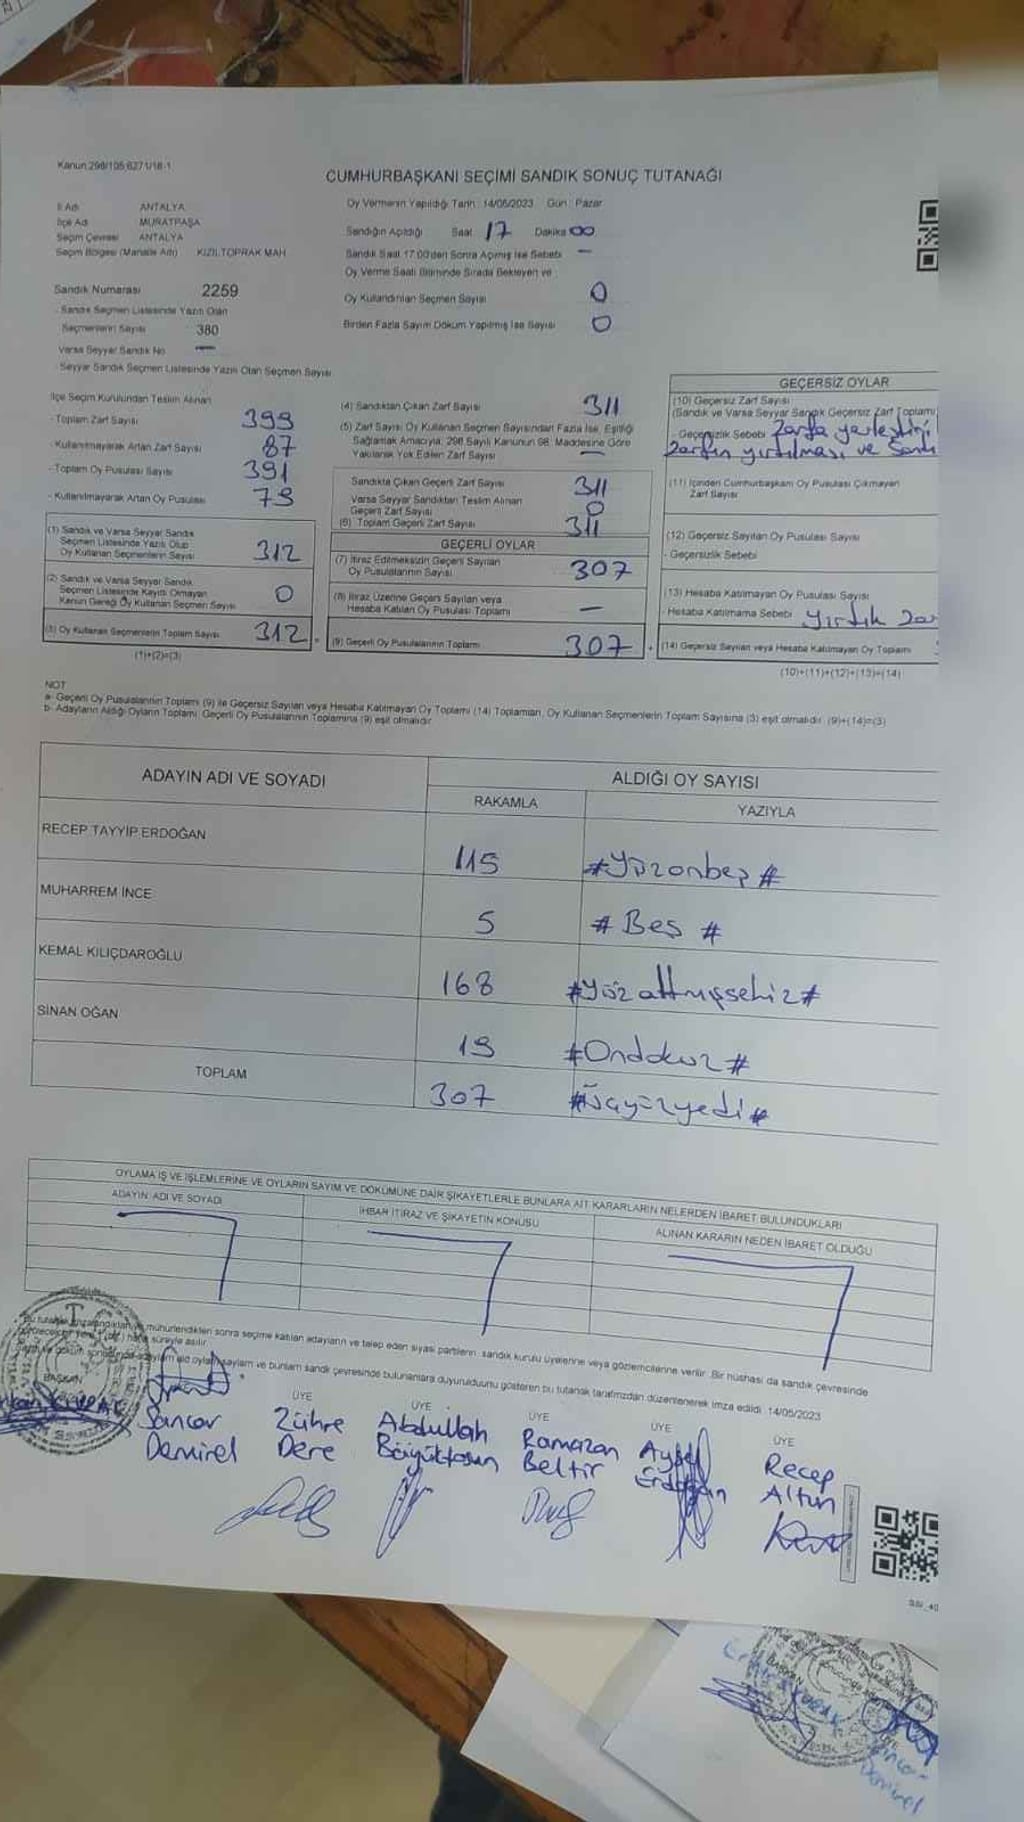 Kanun:298/105;6271/18-1
CUMHURBAŞKANI SEÇİMİ SANDIK SONUÇ TUTANAĞI
İl Adı ANTALYA
İlçe Adı MURATPAŞA
Seçim Çevresi ANTALYA
Seçim Bölgesi (Mahalle Adı) KIZILTOPRAK MAH
Oy Vermenin Yapıldığı Tarih : 14/05/2023 Gün : Pazar
Sandığın Açıldığı Saat 17 Dakika 00
Sandık Saat 17:00'den Sonra Açılmış İse Sebebi —
Oy Verme Saati Bitiminde Sırada Bekleyen ve
Oy Kullandırılan Seçmen Sayısı 0
Birden Fazla Sayım Döküm Yapılmış İse Sayısı 0
Sandık Numarası 2259
- Sandık Seçmen Listesinde Yazılı Olan
Seçmenlerin Sayısı 380
Varsa Seyyar Sandık No —
- Seyyar Sandık Seçmen Listesinde Yazılı Olan Seçmen Sayısı
İlçe Seçim Kurulundan Teslim Alınan
- Toplam Zarf Sayısı 399
- Kullanılmayarak Artan Zarf Sayısı 87
- Toplam Oy Pusulası Sayısı 391
- Kullanılmayarak Artan Oy Pusulası 79
(1) Sandık ve Varsa Seyyar Sandık
Seçmen Listesinde Yazılı Olup
Oy Kullanan Seçmenlerin Sayısı 312
(2) Sandık ve Varsa Seyyar Sandık
Seçmen Listesinde Kayıtlı Olmayan
Kanun Gereği Oy Kullanan Seçmen Sayısı 0
(3) Oy Kullanan Seçmenlerin Toplam Sayısı 312
(1)+(2)=(3)
(4) Sandıktan Çıkan Zarf Sayısı 311
(5) Zarf Sayısı Oy Kullanan Seçmen Sayısından Fazla İse, Eşitliği
Sağlamak Amacıyla, 298 Sayılı Kanunun 98. Maddesine Göre
Yakılarak Yok Edilen Zarf Sayısı —
Sandıkta Çıkan Geçerli Zarf Sayısı 311
Varsa Seyyar Sandıktan Teslim Alınan
Geçerli Zarf Sayısı 0
(6) Toplam Geçerli Zarf Sayısı 311
GEÇERLİ OYLAR
(7) İtiraz Edilmeksizin Geçerli Sayılan
Oy Pusulalarının Sayısı 307
(8) İtiraz Üzerine Geçerli Sayılan veya
Hesaba Katılan Oy Pusulası Toplamı —
(9) Geçerli Oy Pusulalarının Toplamı 307
GEÇERSİZ OYLAR
(10) Geçersiz Zarf Sayısı
(Sandık ve Varsa Seyyar Sandık Geçersiz Zarf Toplamı
- Geçersizlik Sebebi Zarfa
yırtılması ve
(11) İçinden Cumhurbaşkanı Oy Pusulası Çıkmayan
Zarf Sayısı
(12) Geçersiz Sayılan Oy Pusulası Sayısı
- Geçersizlik Sebebi
(13) Hesaba Katılmayan Oy Pusulası Sayısı
- Hesaba Katılmama Sebebi Yırtık
(14) Geçersiz Sayılan veya Hesaba Katılmayan Oy Toplamı
(10)+(11)+(12)+(13)=(14)
NOT
a- Geçerli Oy Pusulalarının Toplamı (9) ile Geçersiz Sayılan veya Hesaba Katılmayan Oy Toplamı (14) Toplamları, Oy Kullanan Seçmenlerin Toplam Sayısına (3) eşit olmalıdır. (9)+(14)=(3)
b- Adayların Aldığı Oyların Toplamı, Geçerli Oy Pusulalarının Toplamına (9) eşit olmalıdır
ADAYIN ADI VE SOYADI ALDIĞI OY SAYISI
RAKAMLA YAZIYLA
RECEP TAYYİP ERDOĞAN 115 #Yüzonbeş#
MUHARREM İNCE 5 #Beş#
KEMAL KILIÇDAROĞLU 168 #Yüzaltmışsekiz#
SİNAN OĞAN 19 #Ondokuz#
TOPLAM 307 #Üçyüzyedi#
OYLAMA İŞ VE İŞLEMLERİNE VE OYLARIN SAYIM VE DÖKÜMÜNE DAİR ŞİKAYETLERLE BUNLARA AİT KARARLARIN NELERDEN İBARET BULUNDUKLARI
ADAYIN ADI VE SOYADI İHBAR İTİRAZ VE ŞİKAYETİN KONUSU ALINAN KARARIN NEDEN İBARET OLDUĞU
mühürlendikten sonra seçime katılan adayların ve talep eden siyasi partilerin sandık kurulu üyelerine veya gözlemcilerine verilir. Bir nüshası da sandık çevresinde
süreyle asılır.
bunların sandık çevresinde bulunanlara duyurulduğunu gösteren bu tutanak tarafımızdan düzenlenerek imza edildi. 14/05/2023
BAŞKAN
ÜYE ÜYE ÜYE ÜYE ÜYE
Sancar Zühre Abdullah Ramazan Aysel Recep
Demirel Dere Büyüktosun Beltir Erdoğan Altun
BAŞKAN
Demirel